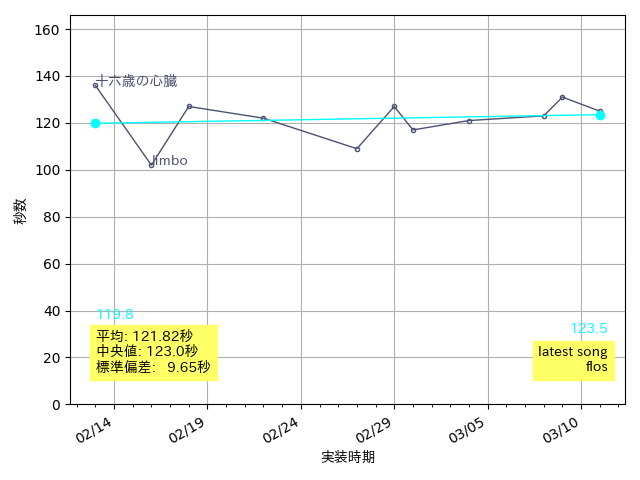 160
140
120
100
80
60
40
20
0
秒数
十六歳の心臓
Jimbo
119.8
平均: 121.82秒
中央値: 123.0秒
標準偏差: 9.65秒
123.5
latest song
flos
02/14
02/19
02/24
02/29
03/05
03/10
実装時期